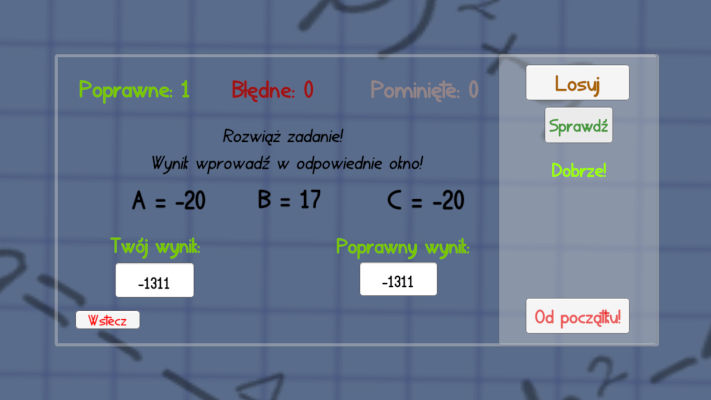 Poprawne: 1 Błędne: 0 Pominięte: 0
Losuj
Sprawdź
Rozwiąż zadanie!
Wynik wprowadź w odpowiednie okno!
Dobrze!
A = -20 B = 17 C = -20
Twój wynik: Poprawny wynik:
-1311 -1311
Wstecz
Od początku!